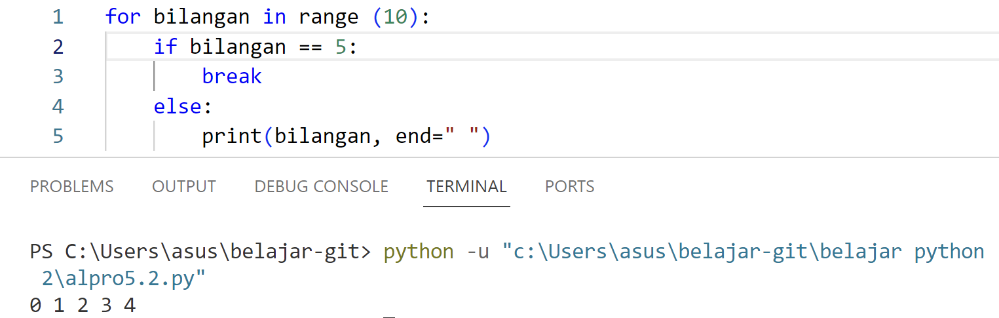 1 for bilangan in range (10):
2 if bilangan == 5:
3 break
4 else:
5 print(bilangan, end=" ")
PROBLEMS OUTPUT DEBUG CONSOLE TERMINAL PORTS
PS C:\Users\asus\belajar-git> python -u "c:\Users\asus\belajar-git\belajar python
2\alpro5.2.py"
0 1 2 3 4